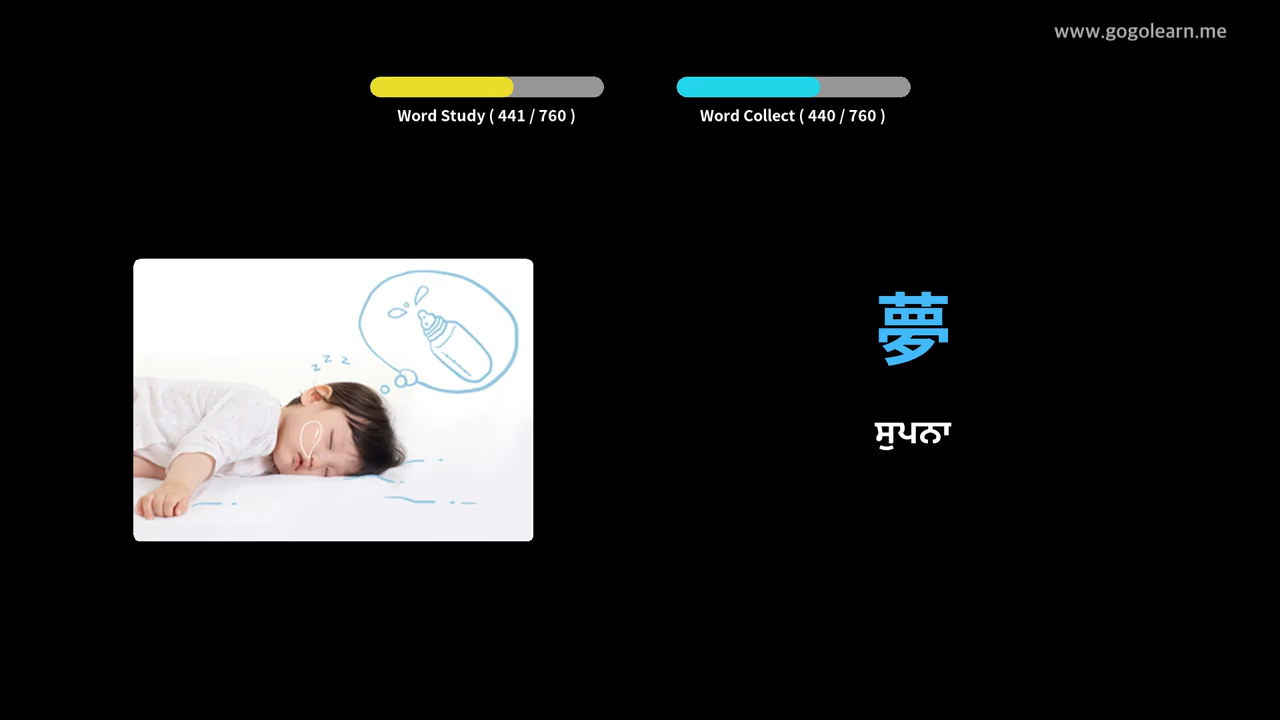 www.gogolearn.me
Word Study ( 441 / 760 )
Word Collect ( 440 / 760 )
z z z
夢
ਸੁਪਨਾ